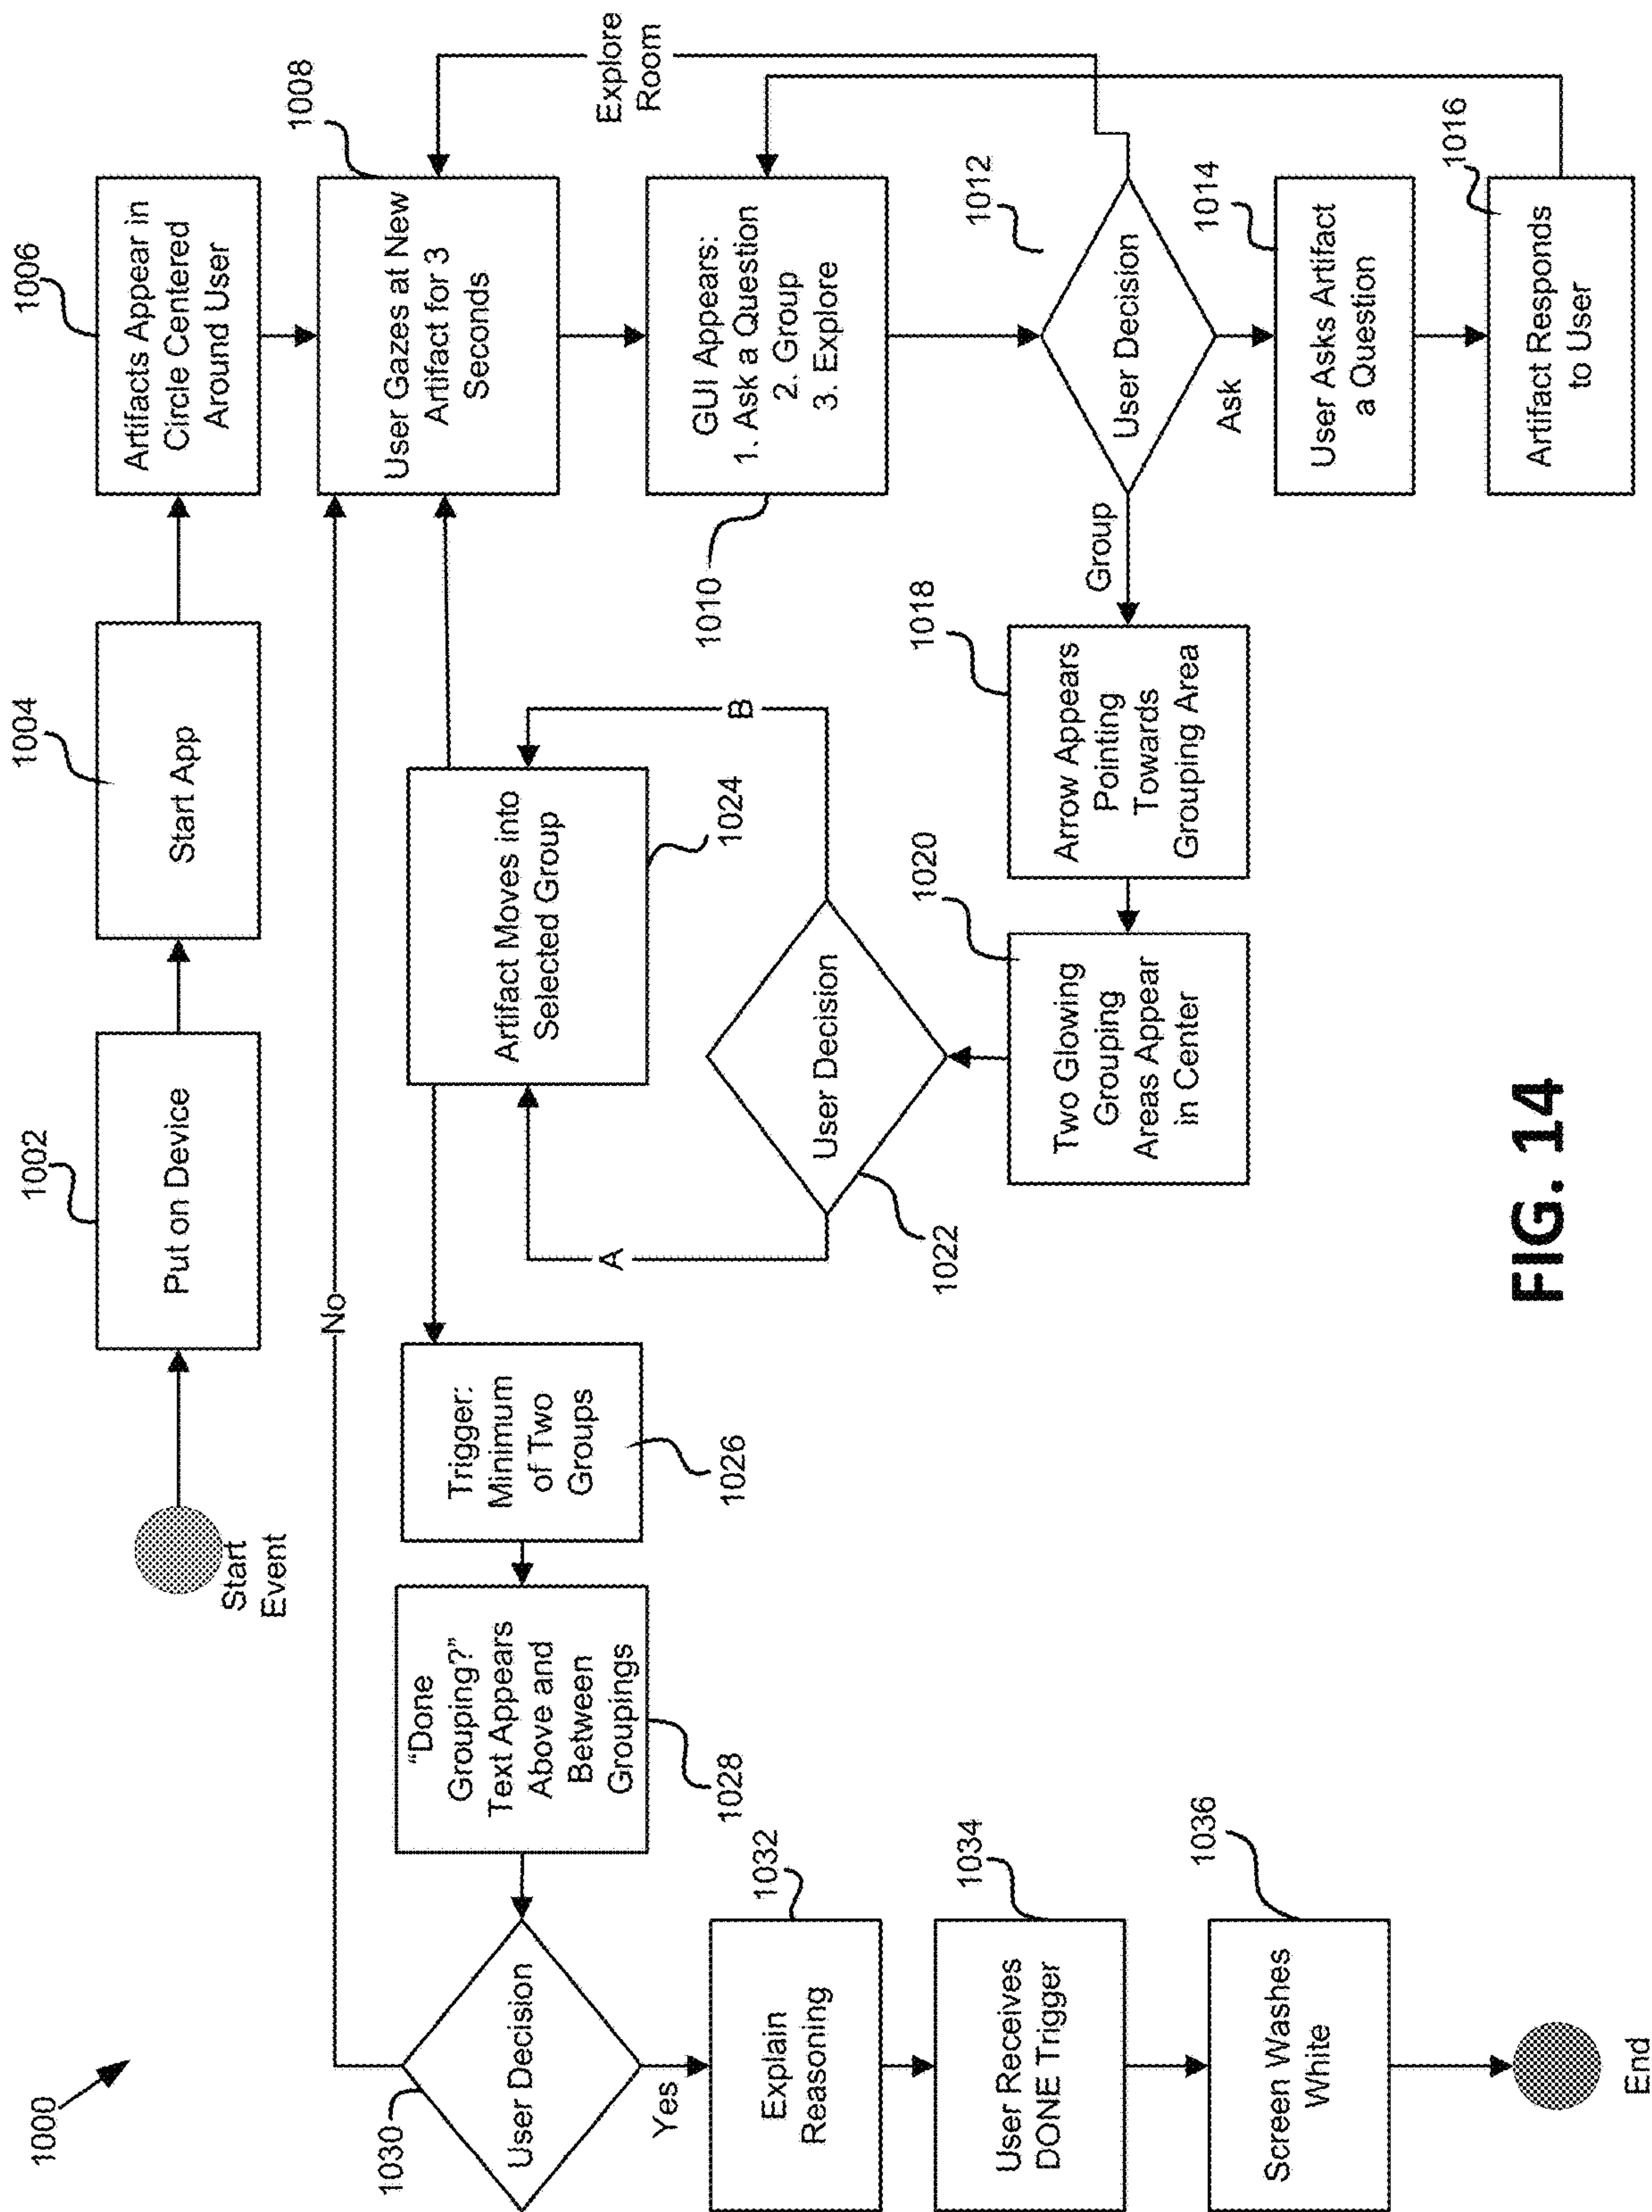 1000
Start
Event
1002
Put on Device
1004
Start App
1006
Artifacts Appear in
Circle Centered
Around User
1008
User Gazes at New
Artifact for 3
Seconds
Explore
Room
No
1010
GUI Appears:
1. Ask a Question
2. Group
3. Explore
1012
User Decision
Group
Ask
1014
User Asks Artifact
a Question
1016
Artifact Responds
to User
1018
Arrow Appears
Pointing
Towards
Grouping Area
1020
Two Glowing
Grouping
Areas Appear
in Center
1022
User Decision
A
B
1024
Artifact Moves into
Selected Group
1026
Trigger:
Minimum
of Two
Groups
1028
“Done
Grouping?”
Text Appears
Above and
Between
Groupings
1030
User Decision
Yes
1032
Explain
Reasoning
1034
User Receives
DONE Trigger
1036
Screen Washes
White
End
FIG. 14